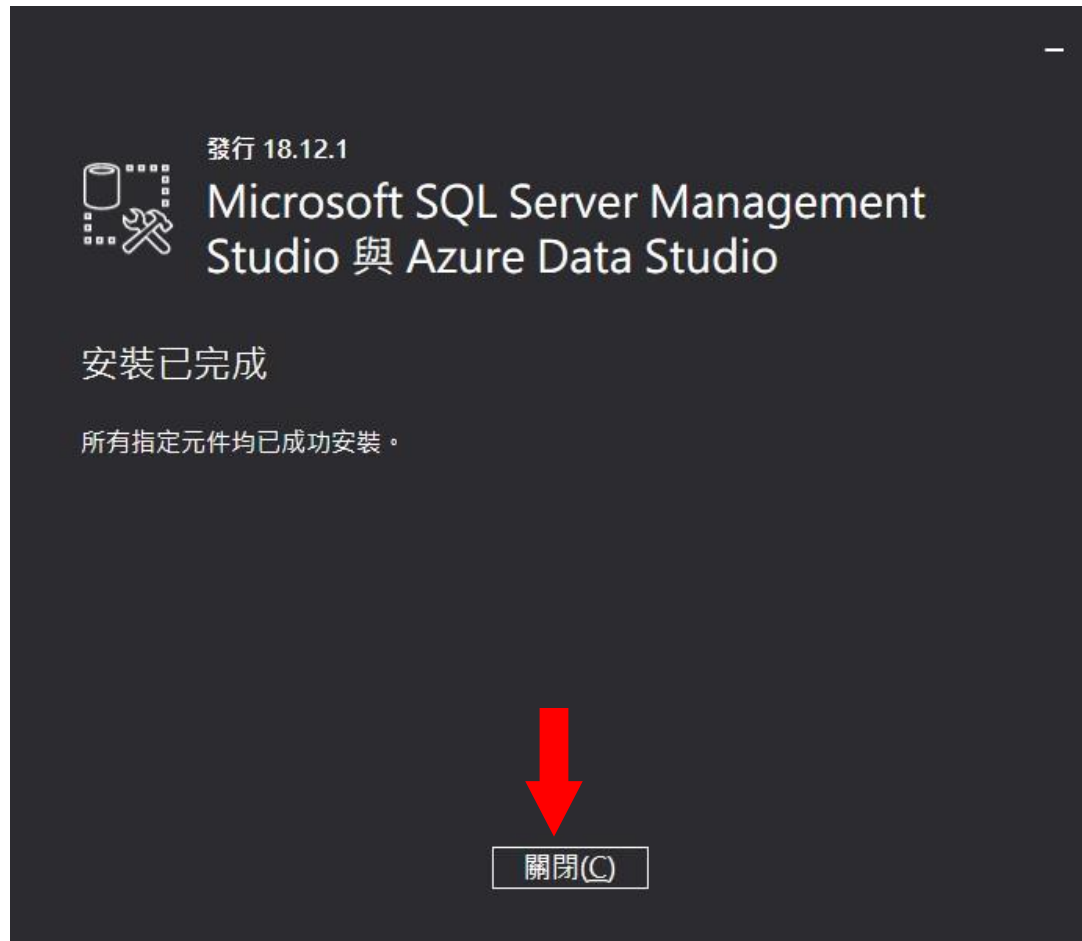 發行 18.12.1
Microsoft SQL Server Management
Studio 與 Azure Data Studio
安裝已完成
所有指定元件均已成功安裝。
關閉(C)